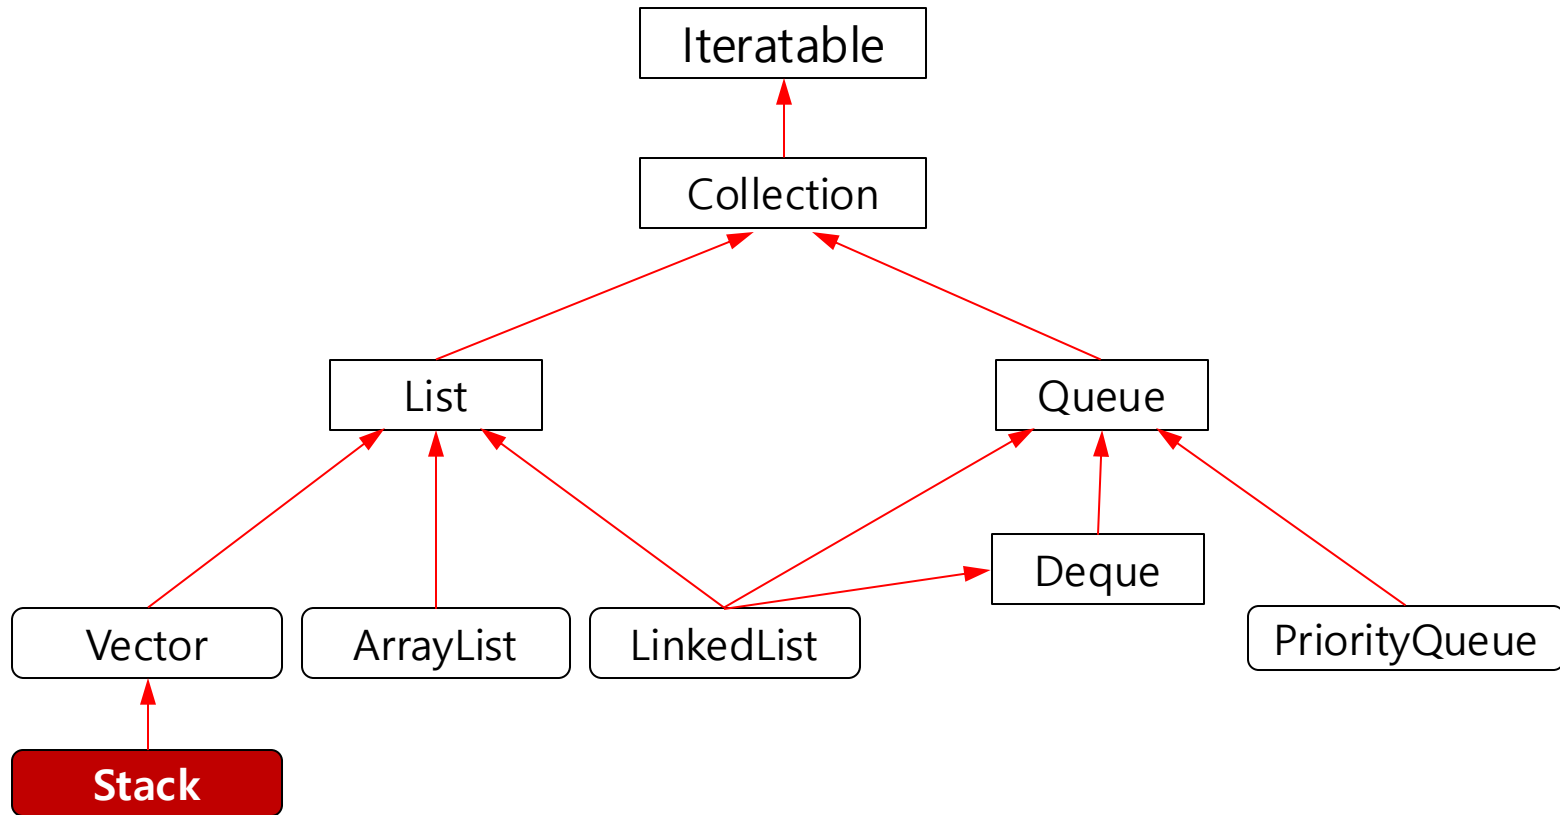 Iteratable
Collection
List
Queue
Deque
Vector
ArrayList
LinkedList
PriorityQueue
Stack